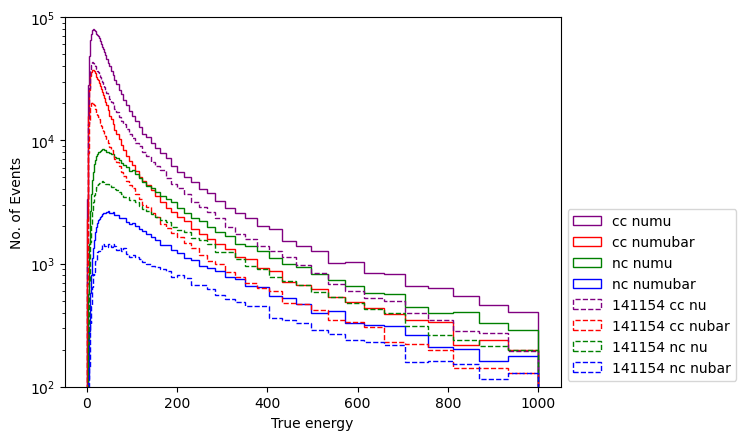 10^5
10^4
10^3
10^2
No. of Events
0
200
400
600
800
1000
True energy
cc numu
cc numubar
nc numu
nc numubar
141154 cc nu
141154 cc nubar
141154 nc nu
141154 nc nubar